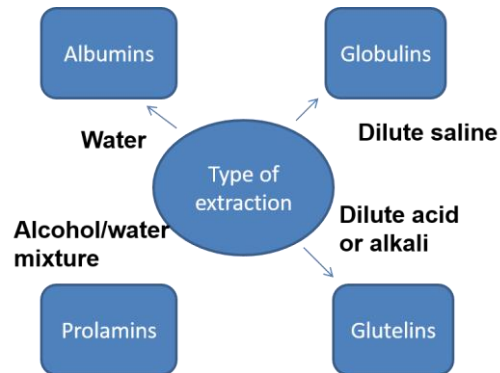 Albumins
Globulins
Water
Dilute saline
Type of
extraction
Alcohol/water
mixture
Dilute acid
or alkali
Prolamins
Glutelins